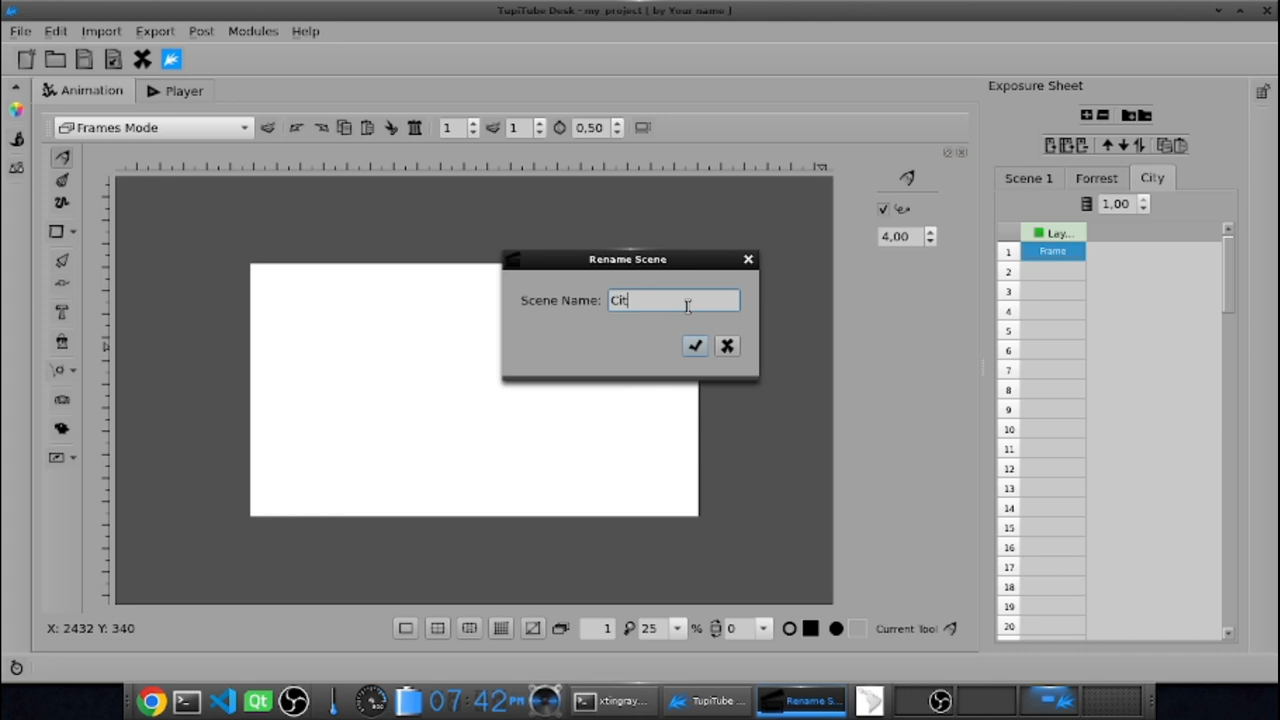 TupiTube Desk - my_project [ by Your name ]
File Edit Import Export Post Modules Help
Animation Player
Exposure Sheet
Frames Mode 1 1 0,50
Scene 1 Forrest City
1,00
4,00
Lay...
1 Frame
2
3
4
5
6
7
8
9
10
11
12
13
14
15
16
17
18
19
20
Rename Scene
Scene Name: Cit
X: 2432 Y: 340 1 25 % 0 Current Tool
Qt 07:42PM xtingray... TupiTube ... Rename S...